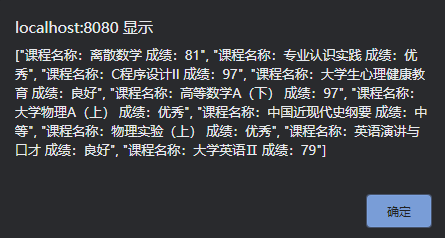 localhost:8080 显示
["课程名称：离散数学 成绩：81", "课程名称：专业认识实践 成绩：优
秀", "课程名称：C程序设计II 成绩：97", "课程名称：大学生心理健康教
育 成绩：良好", "课程名称：高等数学A（下） 成绩：97", "课程名称：
大学物理A（上） 成绩：优秀", "课程名称：中国近现代史纲要 成绩：中
等", "课程名称：物理实验（上） 成绩：优秀", "课程名称：英语演讲与
口才 成绩：良好", "课程名称：大学英语Ⅱ 成绩：79"]
确定